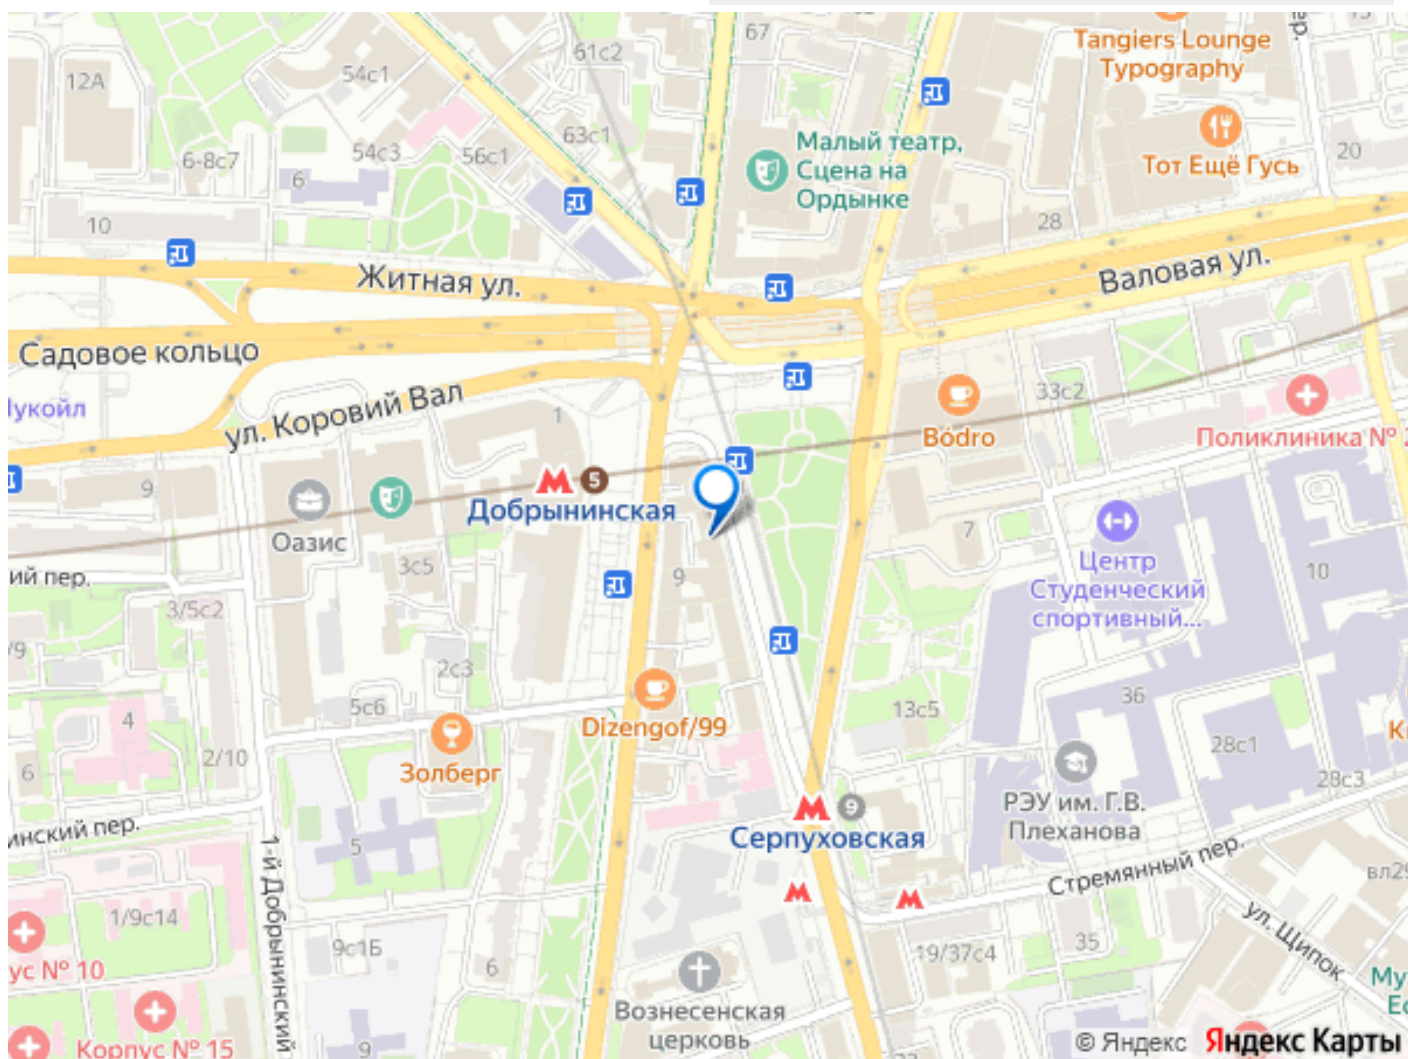 67
61с2
Tangiers Lounge
Typography
12А
54с1
63с1
Малый театр,
Сцена на
Ордынке
54с3
56с1
6-8с7
6
Тот Ещё Гусь
20
10
28
Житная ул.
Валовая ул.
Садовое кольцо
ул. Коровий Вал
1
33с2
Bödro
Поликлиника №
9
М 5
Добрынинская
Оазис
7
Центр
Студенческий
спортивный...
10
ий пер.
3с5
9
3/5с2
2с3
36
5с6
13с5
Dizengof/99
4
2/10
Золберг
28с1
6
28с3
РЭУ им. Г.В.
Плеханова
М 9
Серпуховская
инский пер.
5
1-й Добрынинский
Стремянный пер.
1/9с14
9с1Б
6
19/37с4
35
ул. Щипок
ус № 10
Вознесенская
церковь
Корпус № 15
9
© Яндекс Яндекс Карты